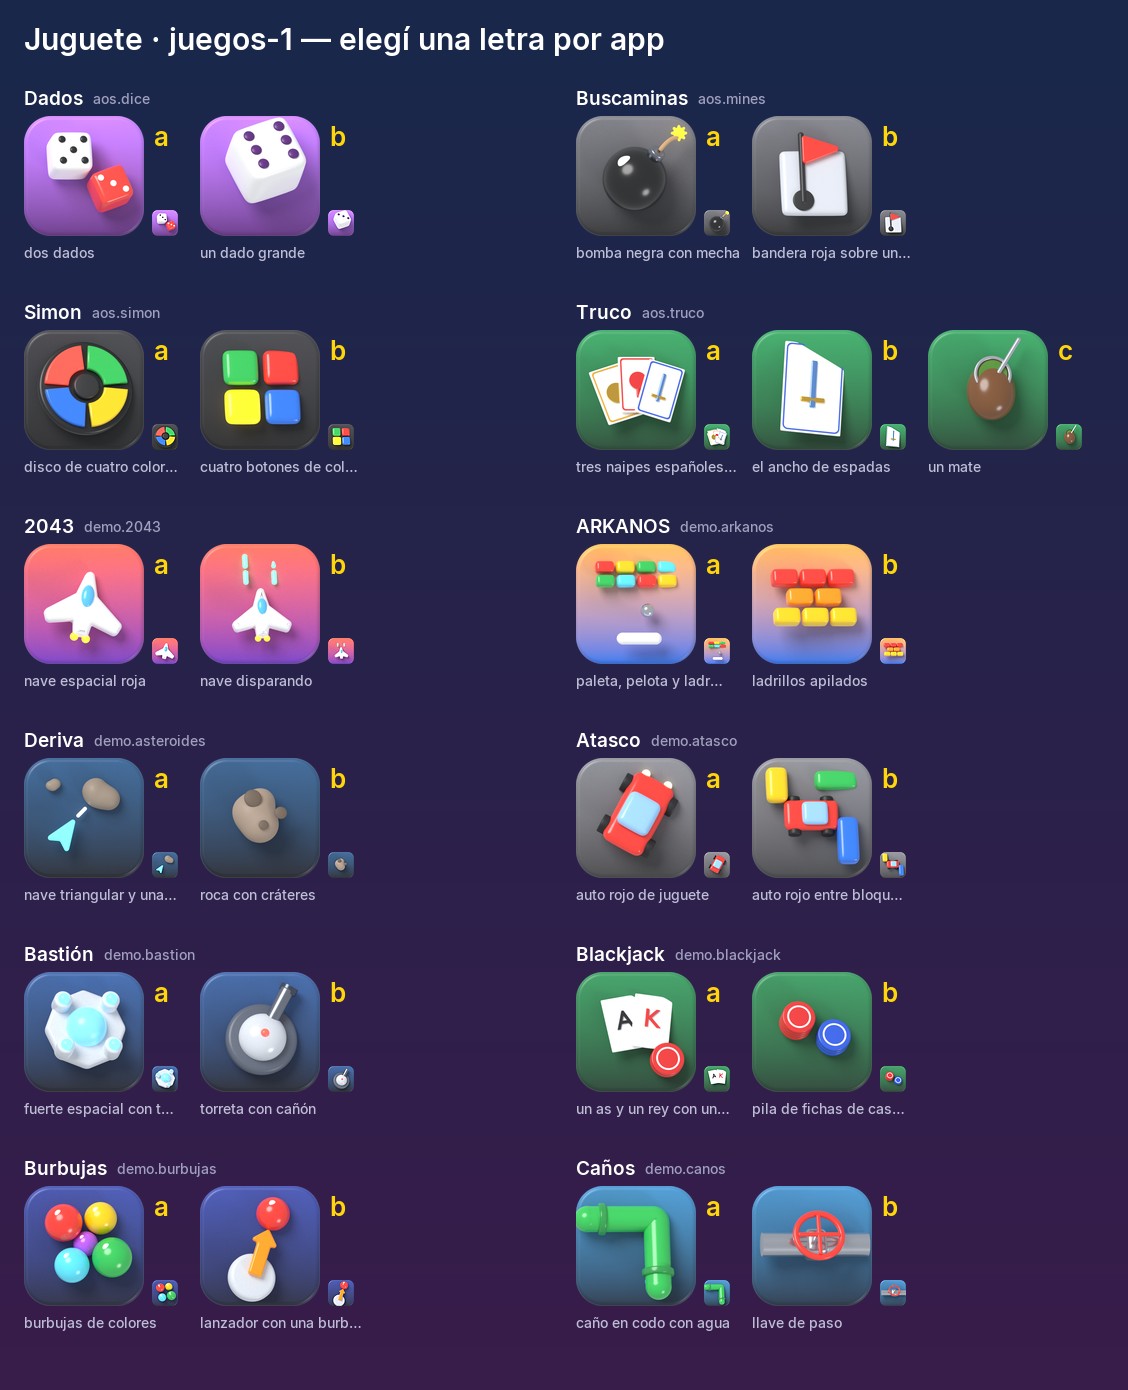 Juguete · juegos-1 — elegí una letra por app
Dados aos.dice
a
b
dos dados
un dado grande
Buscaminas aos.mines
a
b
bomba negra con mecha
bandera roja sobre un...
Simon aos.simon
a
b
disco de cuatro color...
cuatro botones de col...
Truco aos.truco
a
b
c
tres naipes españoles...
el ancho de espadas
un mate
2043 demo.2043
a
b
nave espacial roja
nave disparando
ARKANOS demo.arkanos
a
b
paleta, pelota y ladr...
ladrillos apilados
Deriva demo.asteroides
a
b
nave triangular y una...
roca con cráteres
Atasco demo.atasco
a
b
auto rojo de juguete
auto rojo entre bloqu...
Bastión demo.bastion
a
b
fuerte espacial con t...
torreta con cañón
Blackjack demo.blackjack
A K
a
b
un as y un rey con un...
pila de fichas de cas...
Burbujas demo.burbujas
a
b
burbujas de colores
lanzador con una burb...
Caños demo.canos
a
b
caño en codo con agua
llave de paso